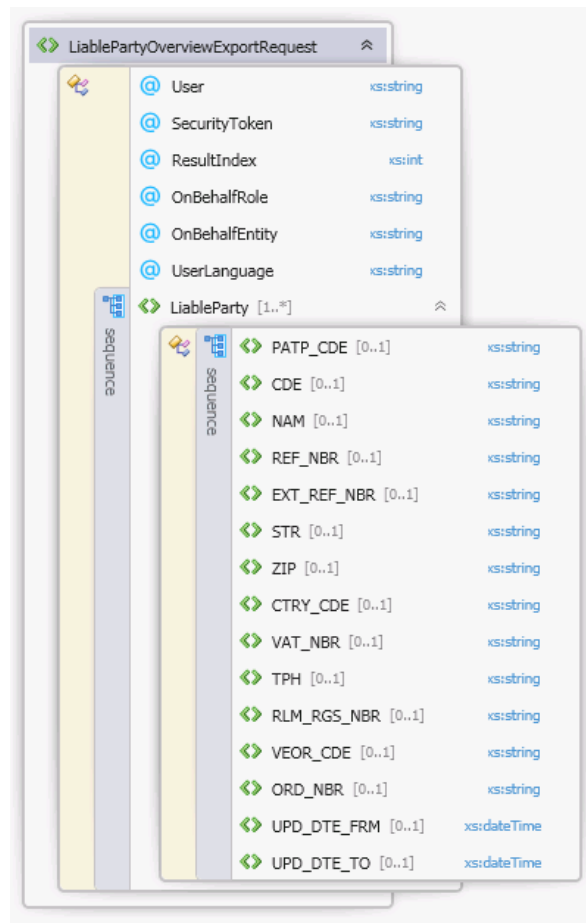 LiablePartyOverviewExportRequest
@ User xs:string
@ SecurityToken xs:string
@ ResultIndex xs:int
@ OnBehalfRole xs:string
@ OnBehalfEntity xs:string
@ UserLanguage xs:string
sequence
LiableParty [1..*]
sequence
PATP_CDE [0..1] xs:string
CDE [0..1] xs:string
NAM [0..1] xs:string
REF_NBR [0..1] xs:string
EXT_REF_NBR [0..1] xs:string
STR [0..1] xs:string
ZIP [0..1] xs:string
CTRY_CDE [0..1] xs:string
VAT_NBR [0..1] xs:string
TPH [0..1] xs:string
RLM_RGS_NBR [0..1] xs:string
VEOR_CDE [0..1] xs:string
ORD_NBR [0..1] xs:string
UPD_DTE_FRM [0..1] xs:dateTime
UPD_DTE_TO [0..1] xs:dateTime